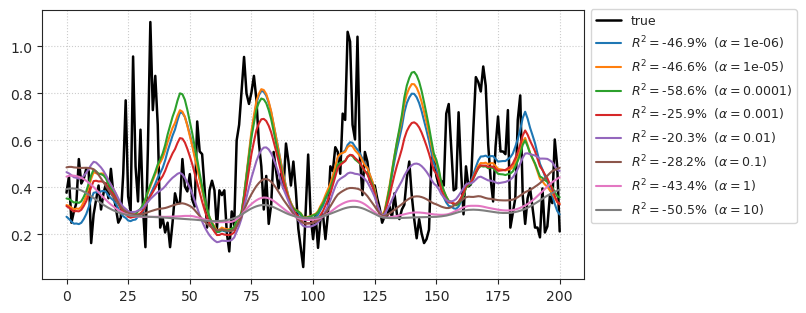 1.0
0.8
0.6
0.4
0.2
0 25 50 75 100 125 150 175 200
true
R² = -46.9% (α = 1e-06)
R² = -46.6% (α = 1e-05)
R² = -58.6% (α = 0.0001)
R² = -25.9% (α = 0.001)
R² = -20.3% (α = 0.01)
R² = -28.2% (α = 0.1)
R² = -43.4% (α = 1)
R² = -50.5% (α = 10)